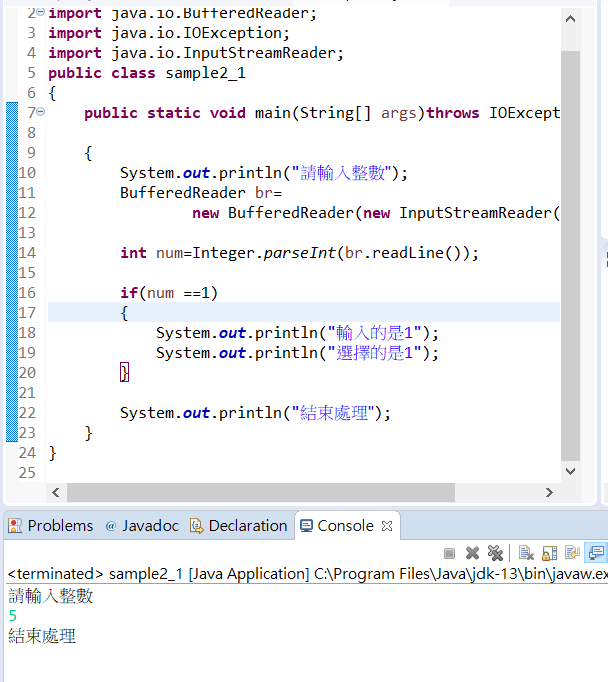 2 import java.io.BufferedReader;
3 import java.io.IOException;
4 import java.io.InputStreamReader;
5 public class sample2_1
6 {
7 public static void main(String[] args)throws IOExcept
8
9 {
10 System.out.println("請輸入整數");
11 BufferedReader br=
12 new BufferedReader(new InputStreamReader(
13
14 int num=Integer.parseInt(br.readLine());
15
16 if(num ==1)
17 {
18 System.out.println("輸入的是1");
19 System.out.println("選擇的是1");
20 }
21
22 System.out.println("結束處理");
23 }
24 }
25
Problems @ Javadoc Declaration Console
<terminated> sample2_1 [Java Application] C:\Program Files\Java\jdk-13\bin\javaw.ex
請輸入整數
5
結束處理